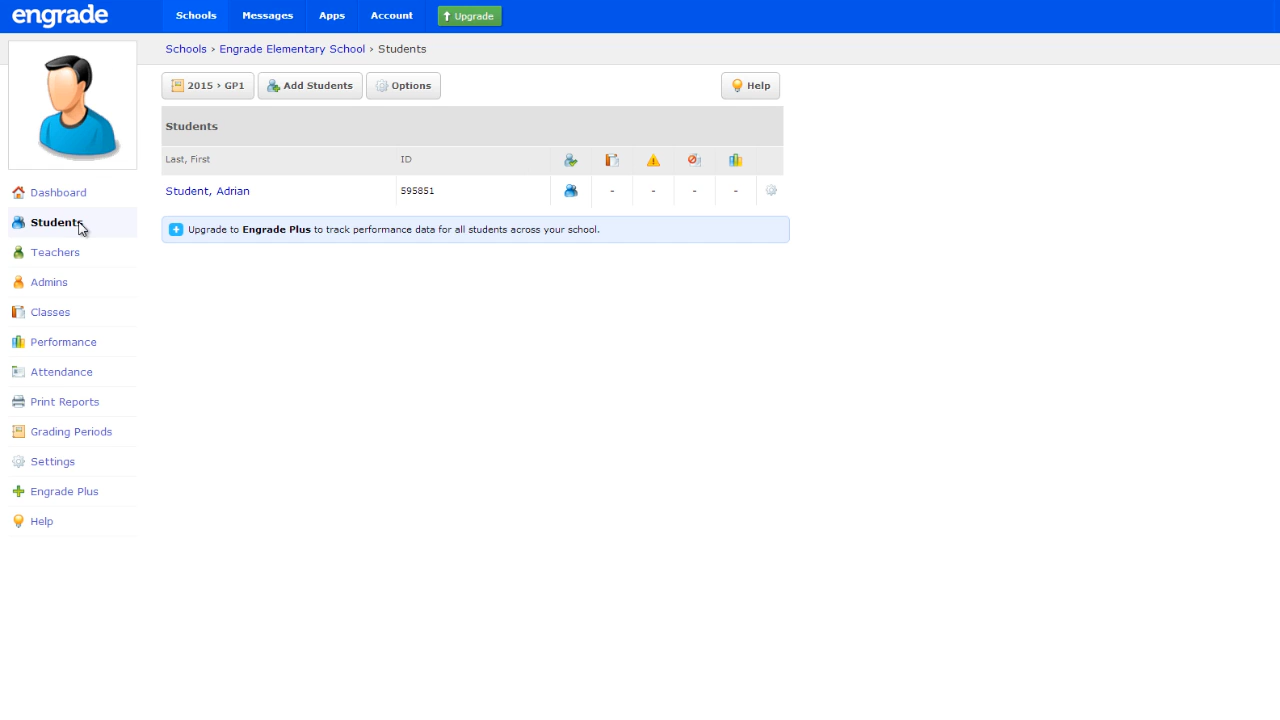 engrade
Schools
Messages
Apps
Account
Upgrade
Schools › Engrade Elementary School › Students
2015 › GP1
Add Students
Options
Help
Students
Last, First
ID
Student, Adrian
595851
-
-
-
-
Upgrade to Engrade Plus to track performance data for all students across your school.
Dashboard
Students
Teachers
Admins
Classes
Performance
Attendance
Print Reports
Grading Periods
Settings
Engrade Plus
Help